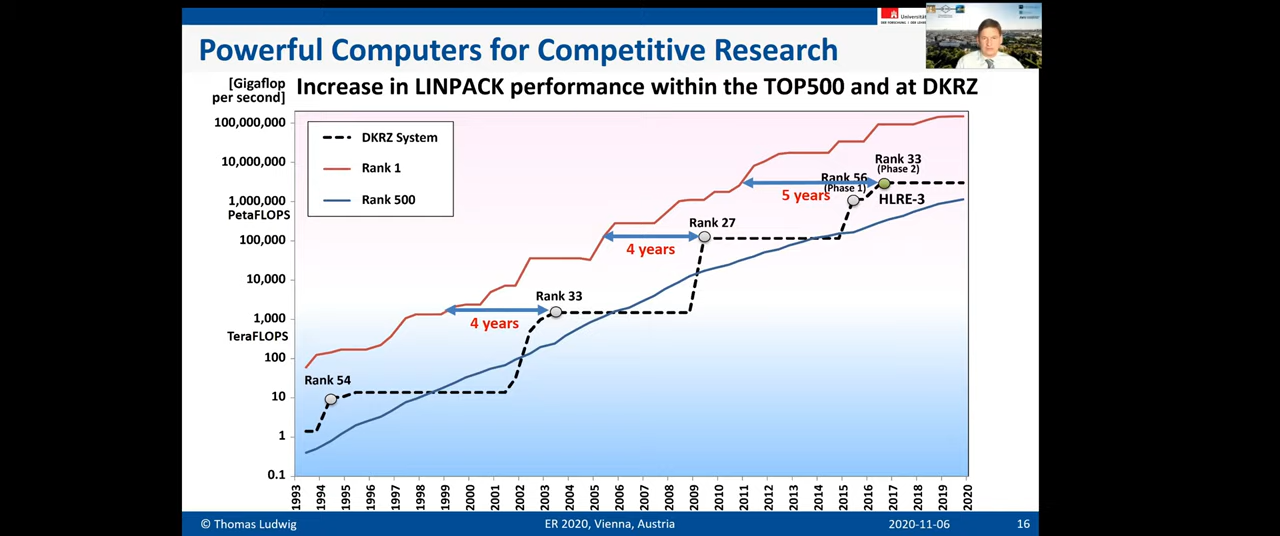 Universität
DER FORSCHUNG | DER LEHRE
Powerful Computers for Competitive Research
[Gigaflop
per second]
Increase in LINPACK performance within the TOP500 and at DKRZ
100,000,000
10,000,000
1,000,000
PetaFLOPS
100,000
10,000
1,000
TeraFLOPS
100
10
1
0.1
DKRZ System
Rank 1
Rank 500
Rank 54
4 years
Rank 33
4 years
Rank 27
5 years
Rank 56
(Phase 1)
Rank 33
(Phase 2)
HLRE-3
1993
1994
1995
1996
1997
1998
1999
2000
2001
2002
2003
2004
2005
2006
2007
2008
2009
2010
2011
2012
2013
2014
2015
2016
2017
2018
2019
2020
© Thomas Ludwig
ER 2020, Vienna, Austria
2020-11-06
16